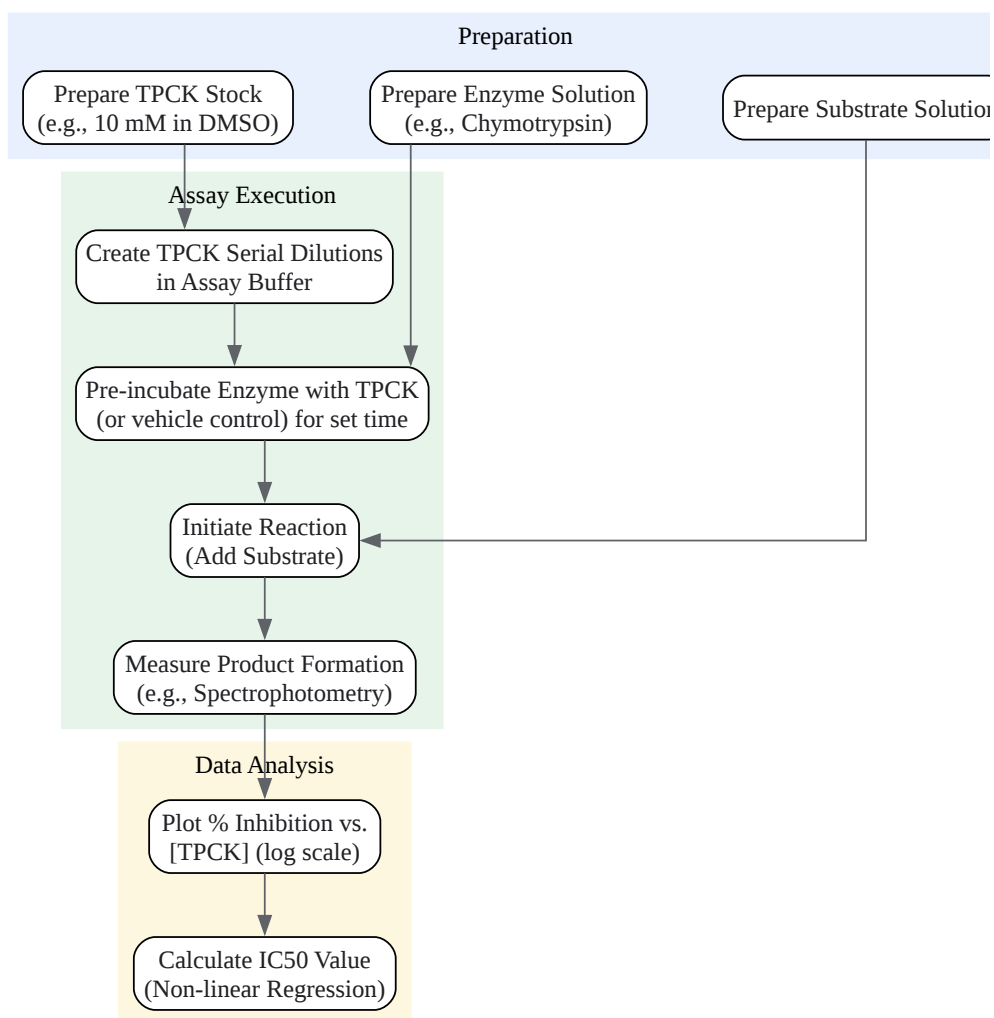 Preparation
Prepare TPCK Stock
(e.g., 10 mM in DMSO)
Prepare Enzyme Solution
(e.g., Chymotrypsin)
Prepare Substrate Solution
Assay Execution
Create TPCK Serial Dilutions
in Assay Buffer
Pre-incubate Enzyme with TPCK
(or vehicle control) for set time
Initiate Reaction
(Add Substrate)
Measure Product Formation
(e.g., Spectrophotometry)
Data Analysis
Plot % Inhibition vs.
[TPCK] (log scale)
Calculate IC50 Value
(Non-linear Regression)